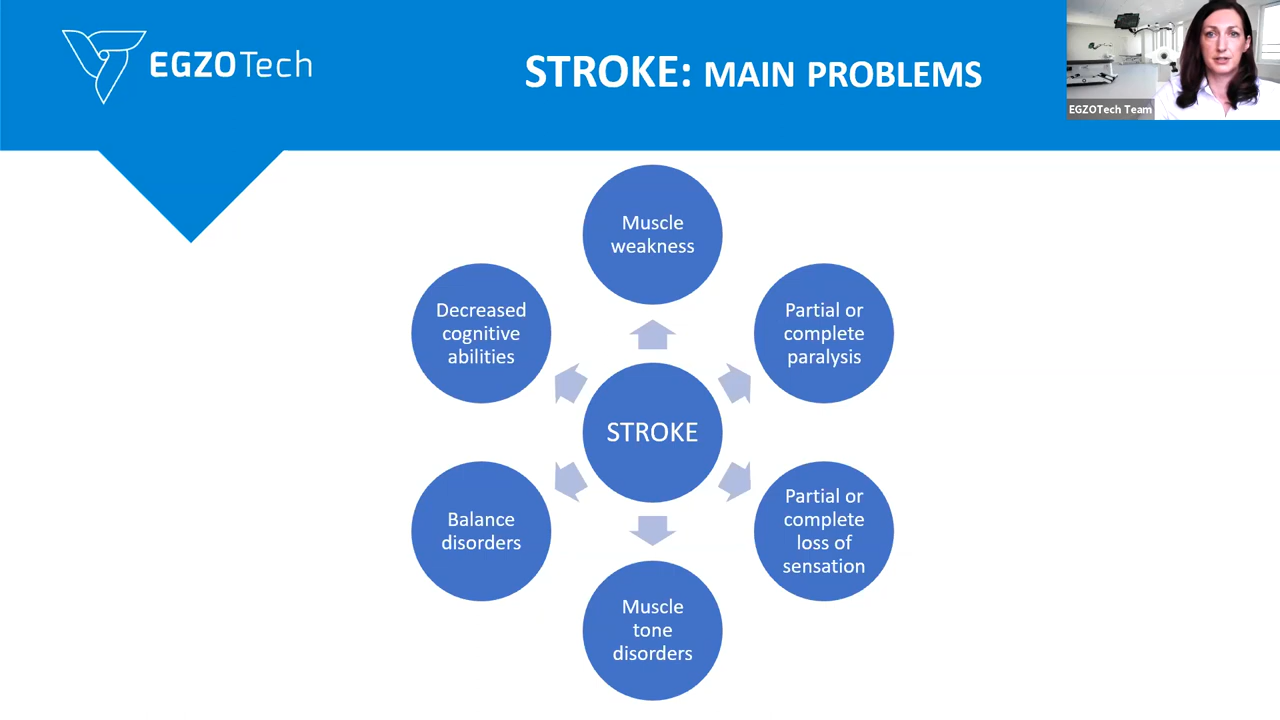 EGZOTech
STROKE: MAIN PROBLEMS
EGZOTech Team
Muscle
weakness
Partial or
complete
paralysis
Partial or
complete
loss of
sensation
Muscle
tone
disorders
Balance
disorders
Decreased
cognitive
abilities
STROKE